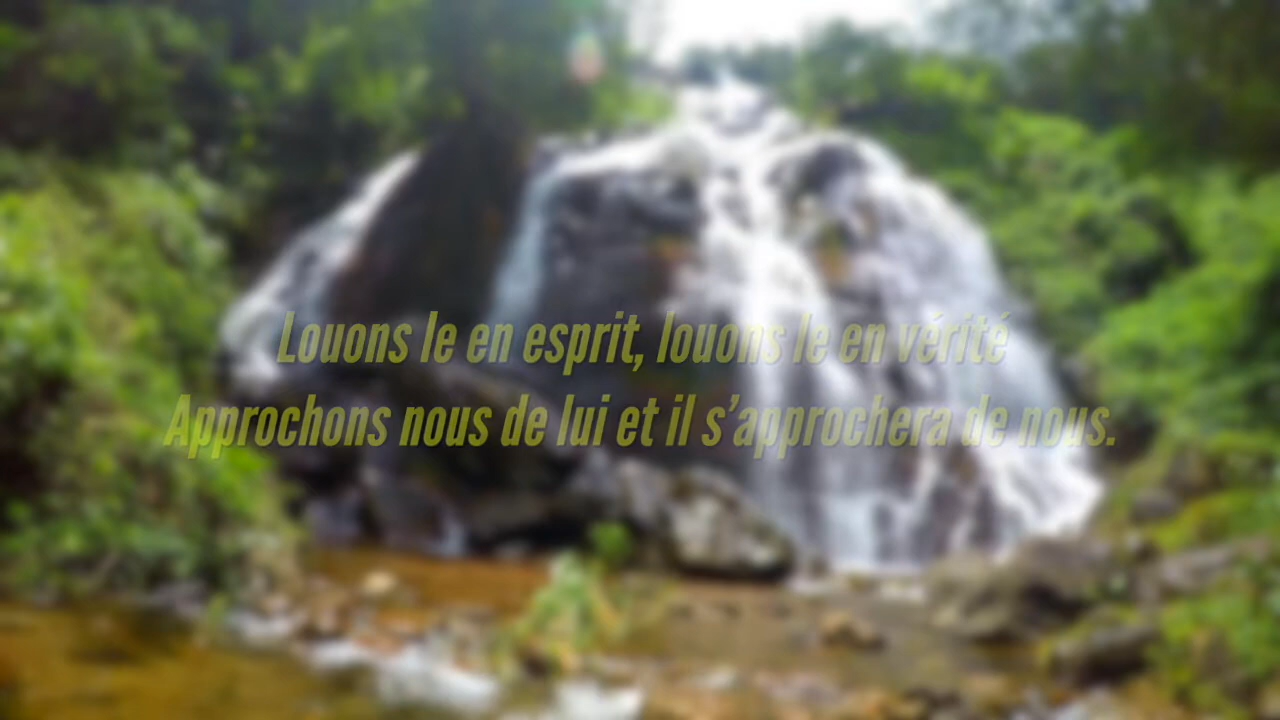 Louons le en esprit, louons le en vérité
Approchons nous de lui et il s’approchera de nous.